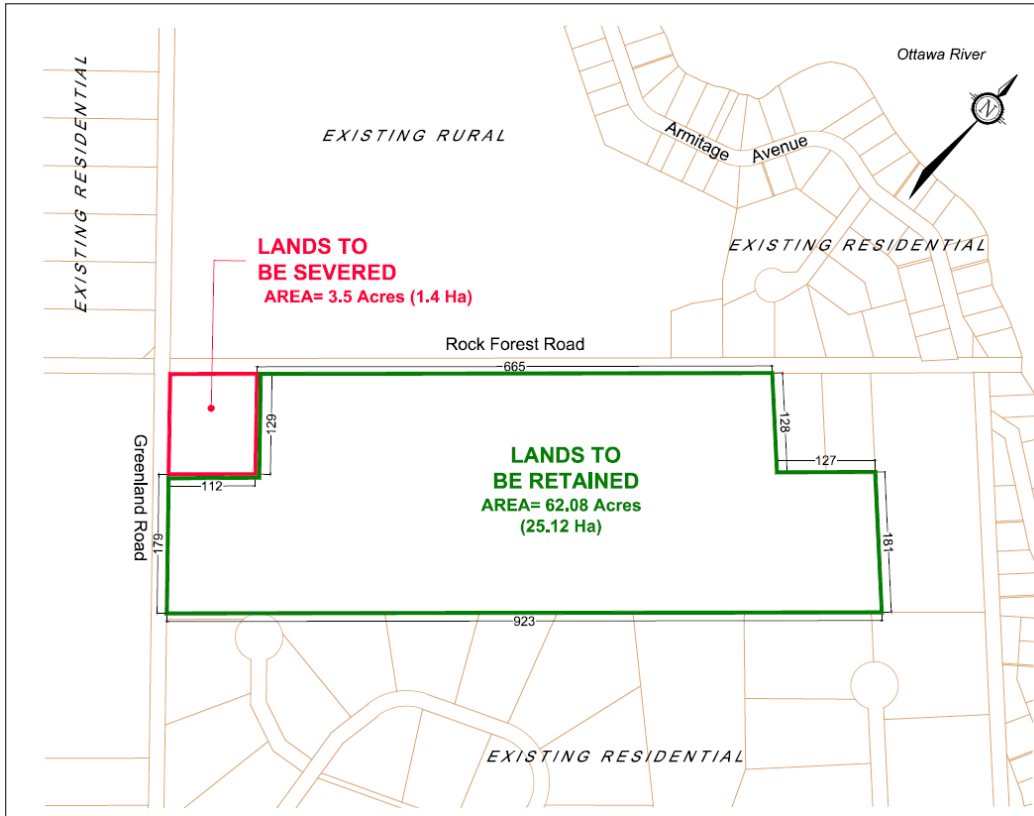 Ottawa River
N
EXISTING RESIDENTIAL
EXISTING RURAL
Armitage Avenue
EXISTING RESIDENTIAL
LANDS TO
BE SEVERED
AREA= 3.5 Acres (1.4 Ha)
Rock Forest Road
665
129
128
127
112
LANDS TO
BE RETAINED
AREA= 62.08 Acres
(25.12 Ha)
Greenland Road
179
181
923
EXISTING RESIDENTIAL